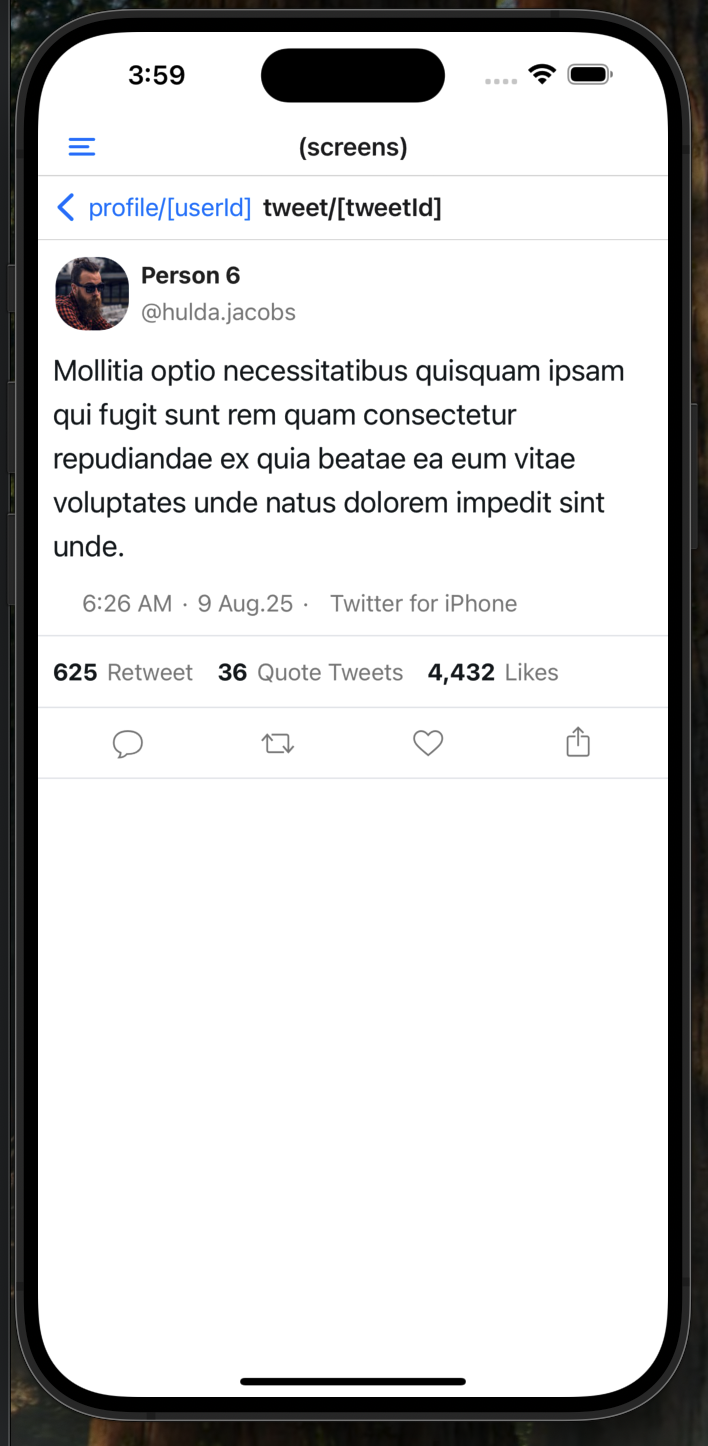 3:59
(screens)
profile/[userId] tweet/[tweetId]
Person 6
@hulda.jacobs
Mollitia optio necessitatibus quisquam ipsam
qui fugit sunt rem quam consectetur
repudiandae ex quia beatae ea eum vitae
voluptates unde natus dolorem impedit sint
unde.
6:26 AM · 9 Aug.25 · Twitter for iPhone
625 Retweet 36 Quote Tweets 4,432 Likes